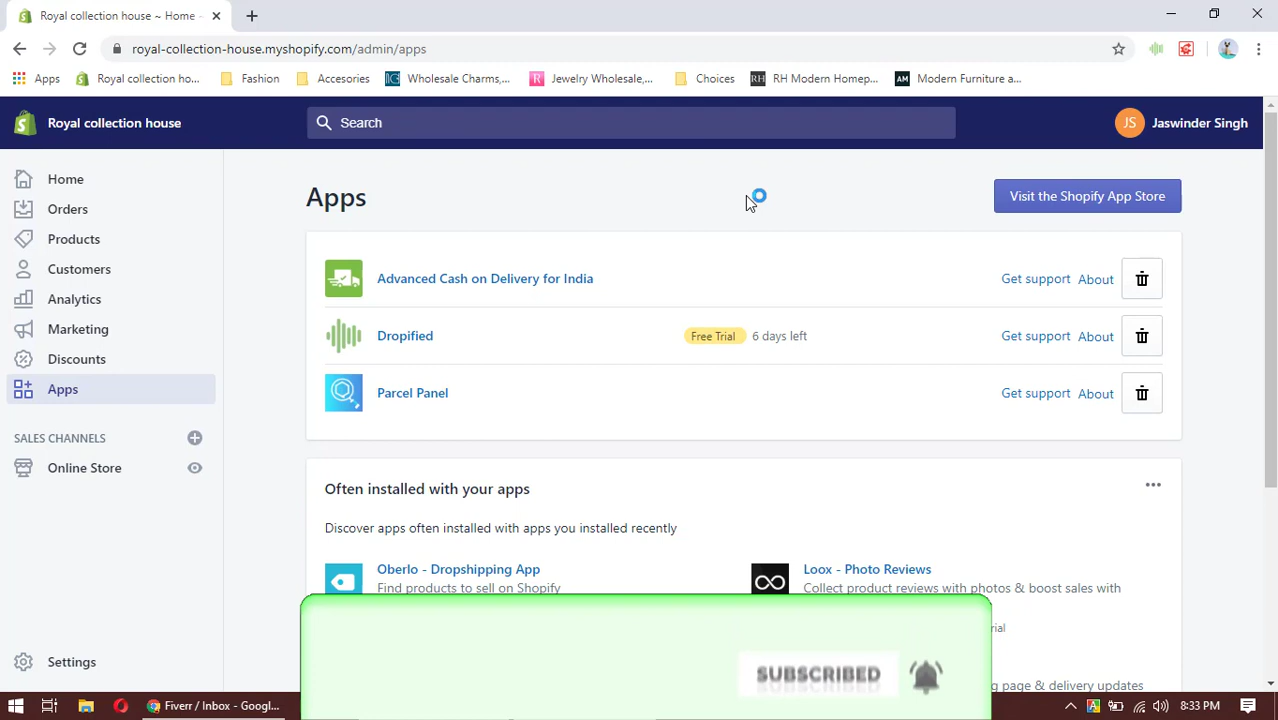 Royal collection house ~ Home -
royal-collection-house.myshopify.com/admin/apps
Apps Royal collection ho... Fashion Accesories Wholesale Charms,... Jewelry Wholesale,... Choices RH RH Modern Homep... AM Modern Furniture a...
Royal collection house Search JS Jaswinder Singh
Home
Orders
Products
Customers
Analytics
Marketing
Discounts
Apps
SALES CHANNELS
Online Store
Settings
Apps Visit the Shopify App Store
Advanced Cash on Delivery for India Get support About
Dropified Free Trial 6 days left Get support About
Parcel Panel Get support About
Often installed with your apps
Discover apps often installed with apps you installed recently
Oberlo - Dropshipping App Loox - Photo Reviews
Find products to sell on Shopify Collect product reviews with photos & boost sales with
page & delivery updates
SUBSCRIBED
Fiverr / Inbox - Googl... 8:33 PM